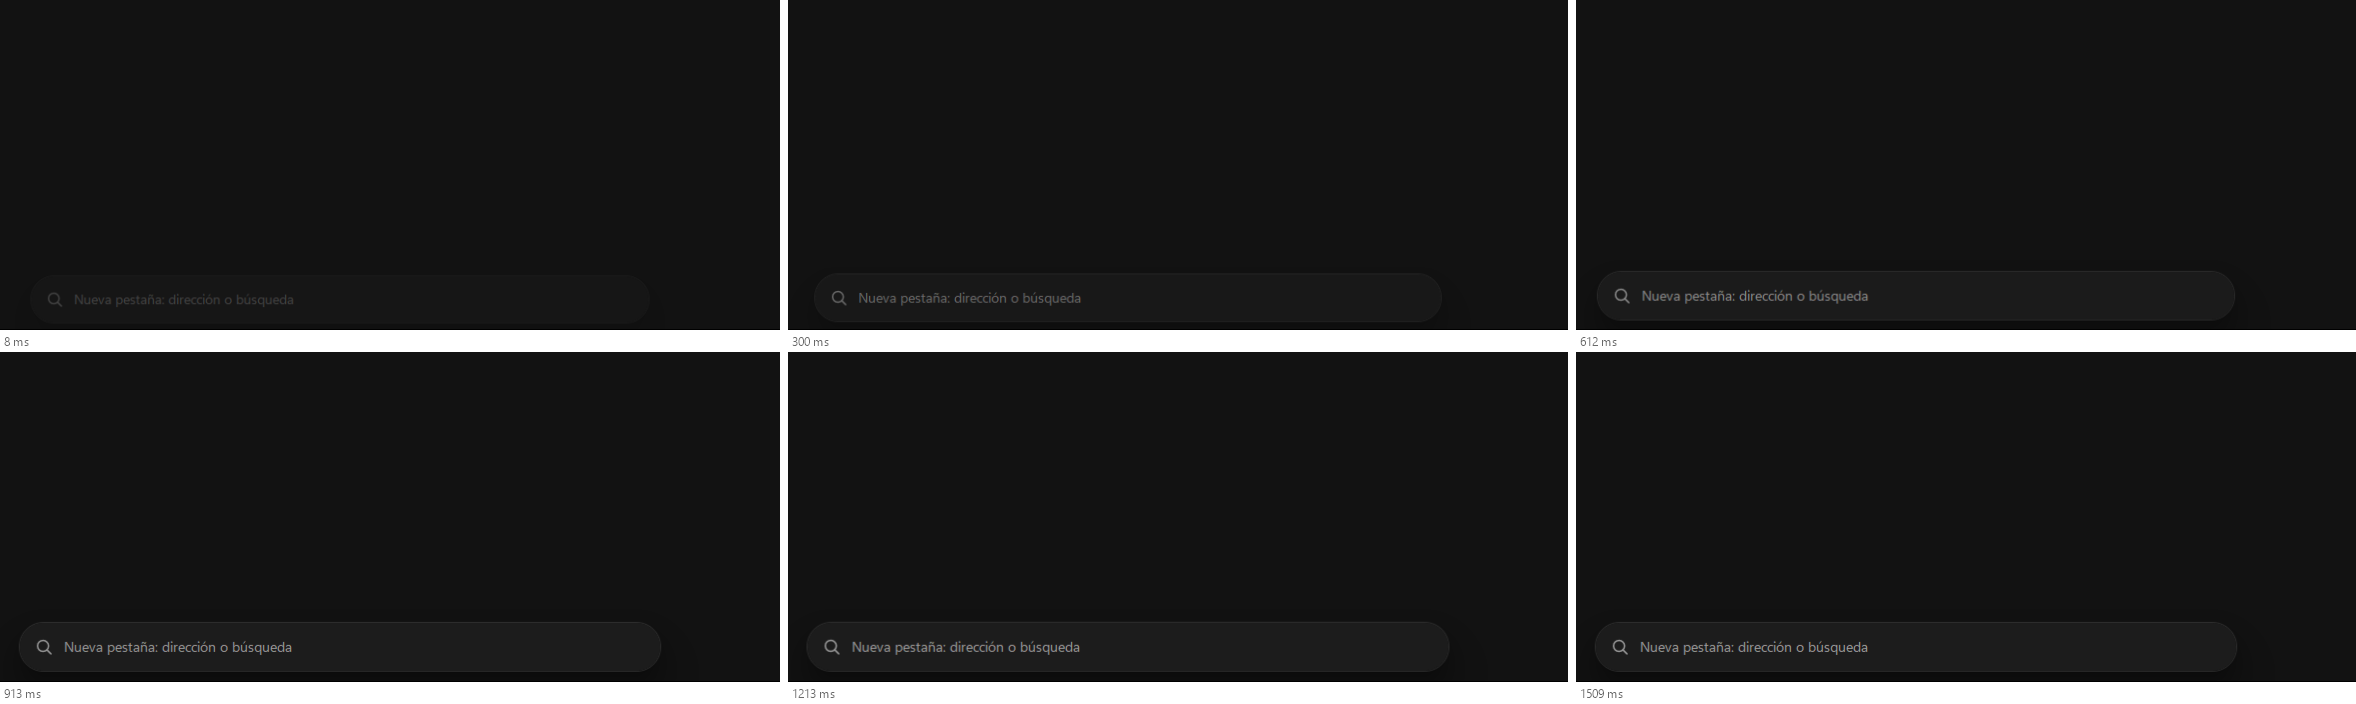 Nueva pestaña: dirección o búsqueda
8 ms
Nueva pestaña: dirección o búsqueda
300 ms
Nueva pestaña: dirección o búsqueda
612 ms
Nueva pestaña: dirección o búsqueda
913 ms
Nueva pestaña: dirección o búsqueda
1213 ms
Nueva pestaña: dirección o búsqueda
1509 ms